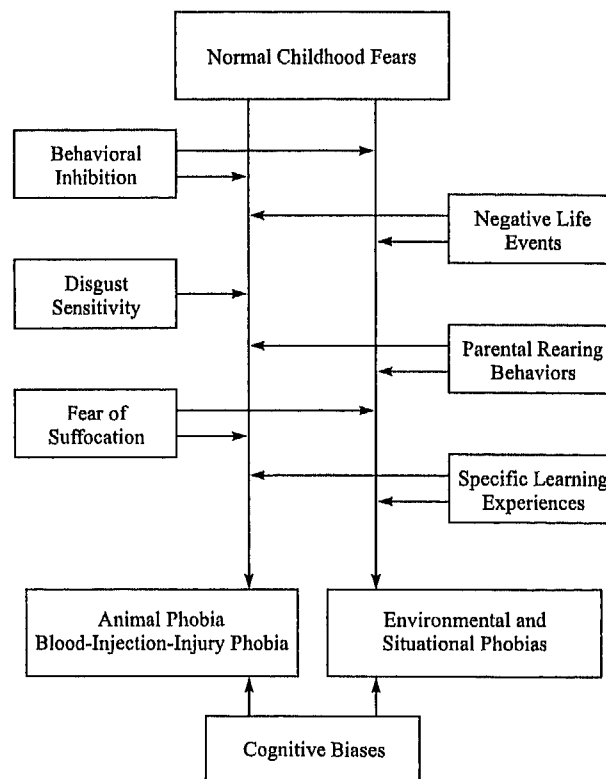 Normal Childhood Fears
Behavioral
Inhibition
Negative Life
Events
Disgust
Sensitivity
Parental Rearing
Behaviors
Fear of
Suffocation
Specific Learning
Experiences
Animal Phobia
Blood-Injection-Injury Phobia
Environmental and
Situational Phobias
Cognitive Biases